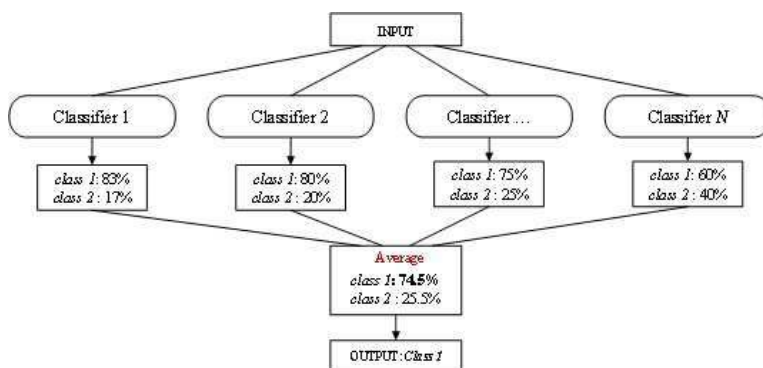 INPUT
Classifier 1
Classifier 2
Classifier ...
Classifier N
class 1: 83%
class 2 : 17%
class 1: 80%
class 2 : 20%
class 1: 75%
class 2 : 25%
class 1: 60%
class 2 : 40%
Average
class 1: 74.5%
class 2 : 25.5%
OUTPUT: Class 1